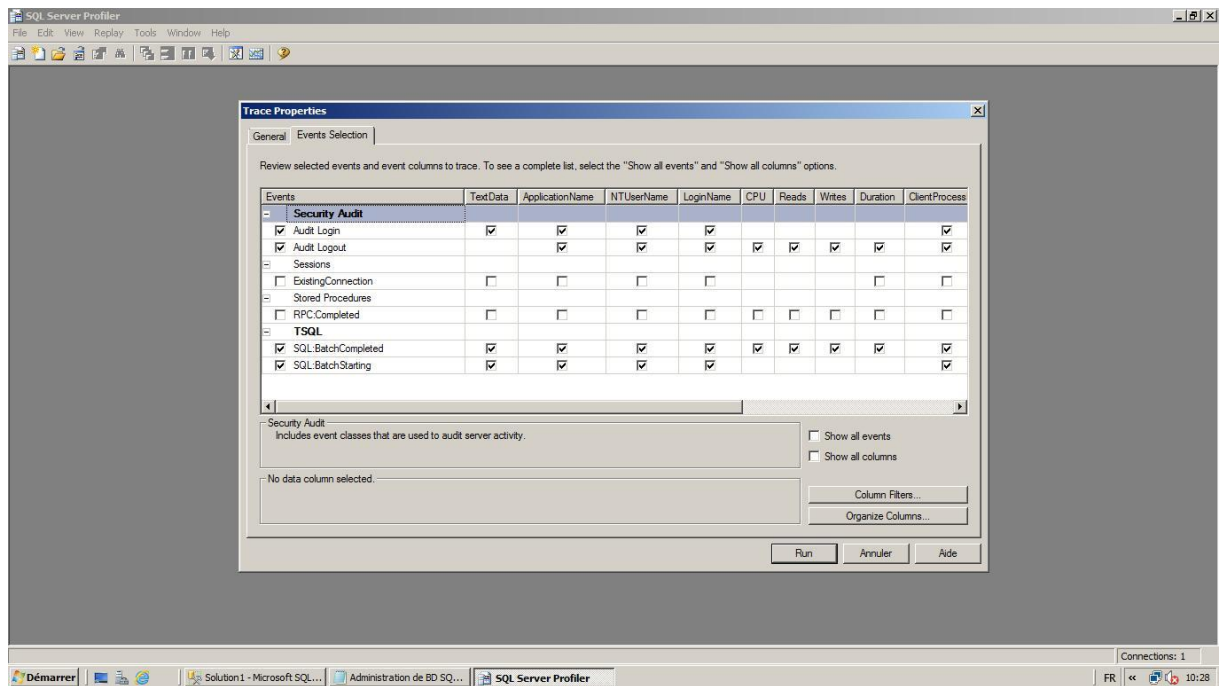 SQL Server Profiler
File Edit View Replay Tools Window Help
Trace Properties
General Events Selection
Review selected events and event columns to trace. To see a complete list, select the "Show all events" and "Show all columns" options.
Events TextData ApplicationName NTUserName LoginName CPU Reads Writes Duration ClientProcess
Security Audit
Audit Login
Audit Logout
Sessions
ExistingConnection
Stored Procedures
RPC:Completed
TSQL
SQL:BatchCompleted
SQL:BatchStarting
Security Audit
Includes event classes that are used to audit server activity.
Show all events
Show all columns
No data column selected.
Column Filters...
Organize Columns...
Run Annuler Aide
Connections: 1
Démarrer Solution1 - Microsoft SQL... Administration de BD SQ... SQL Server Profiler FR « 10:28